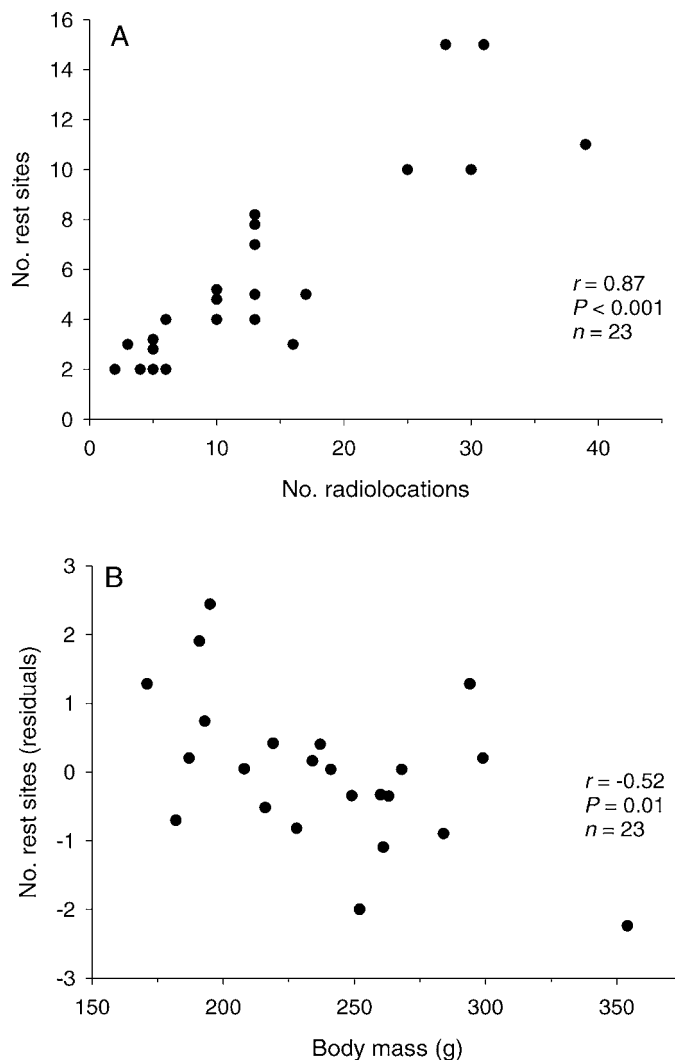 A
16
14
12
10
8
6
4
2
0
No. rest sites
r = 0.87
P < 0.001
n = 23
0 10 20 30 40
No. radiolocations
B
3
2
1
0
-1
-2
-3
No. rest sites (residuals)
r = -0.52
P = 0.01
n = 23
150 200 250 300 350
Body mass (g)